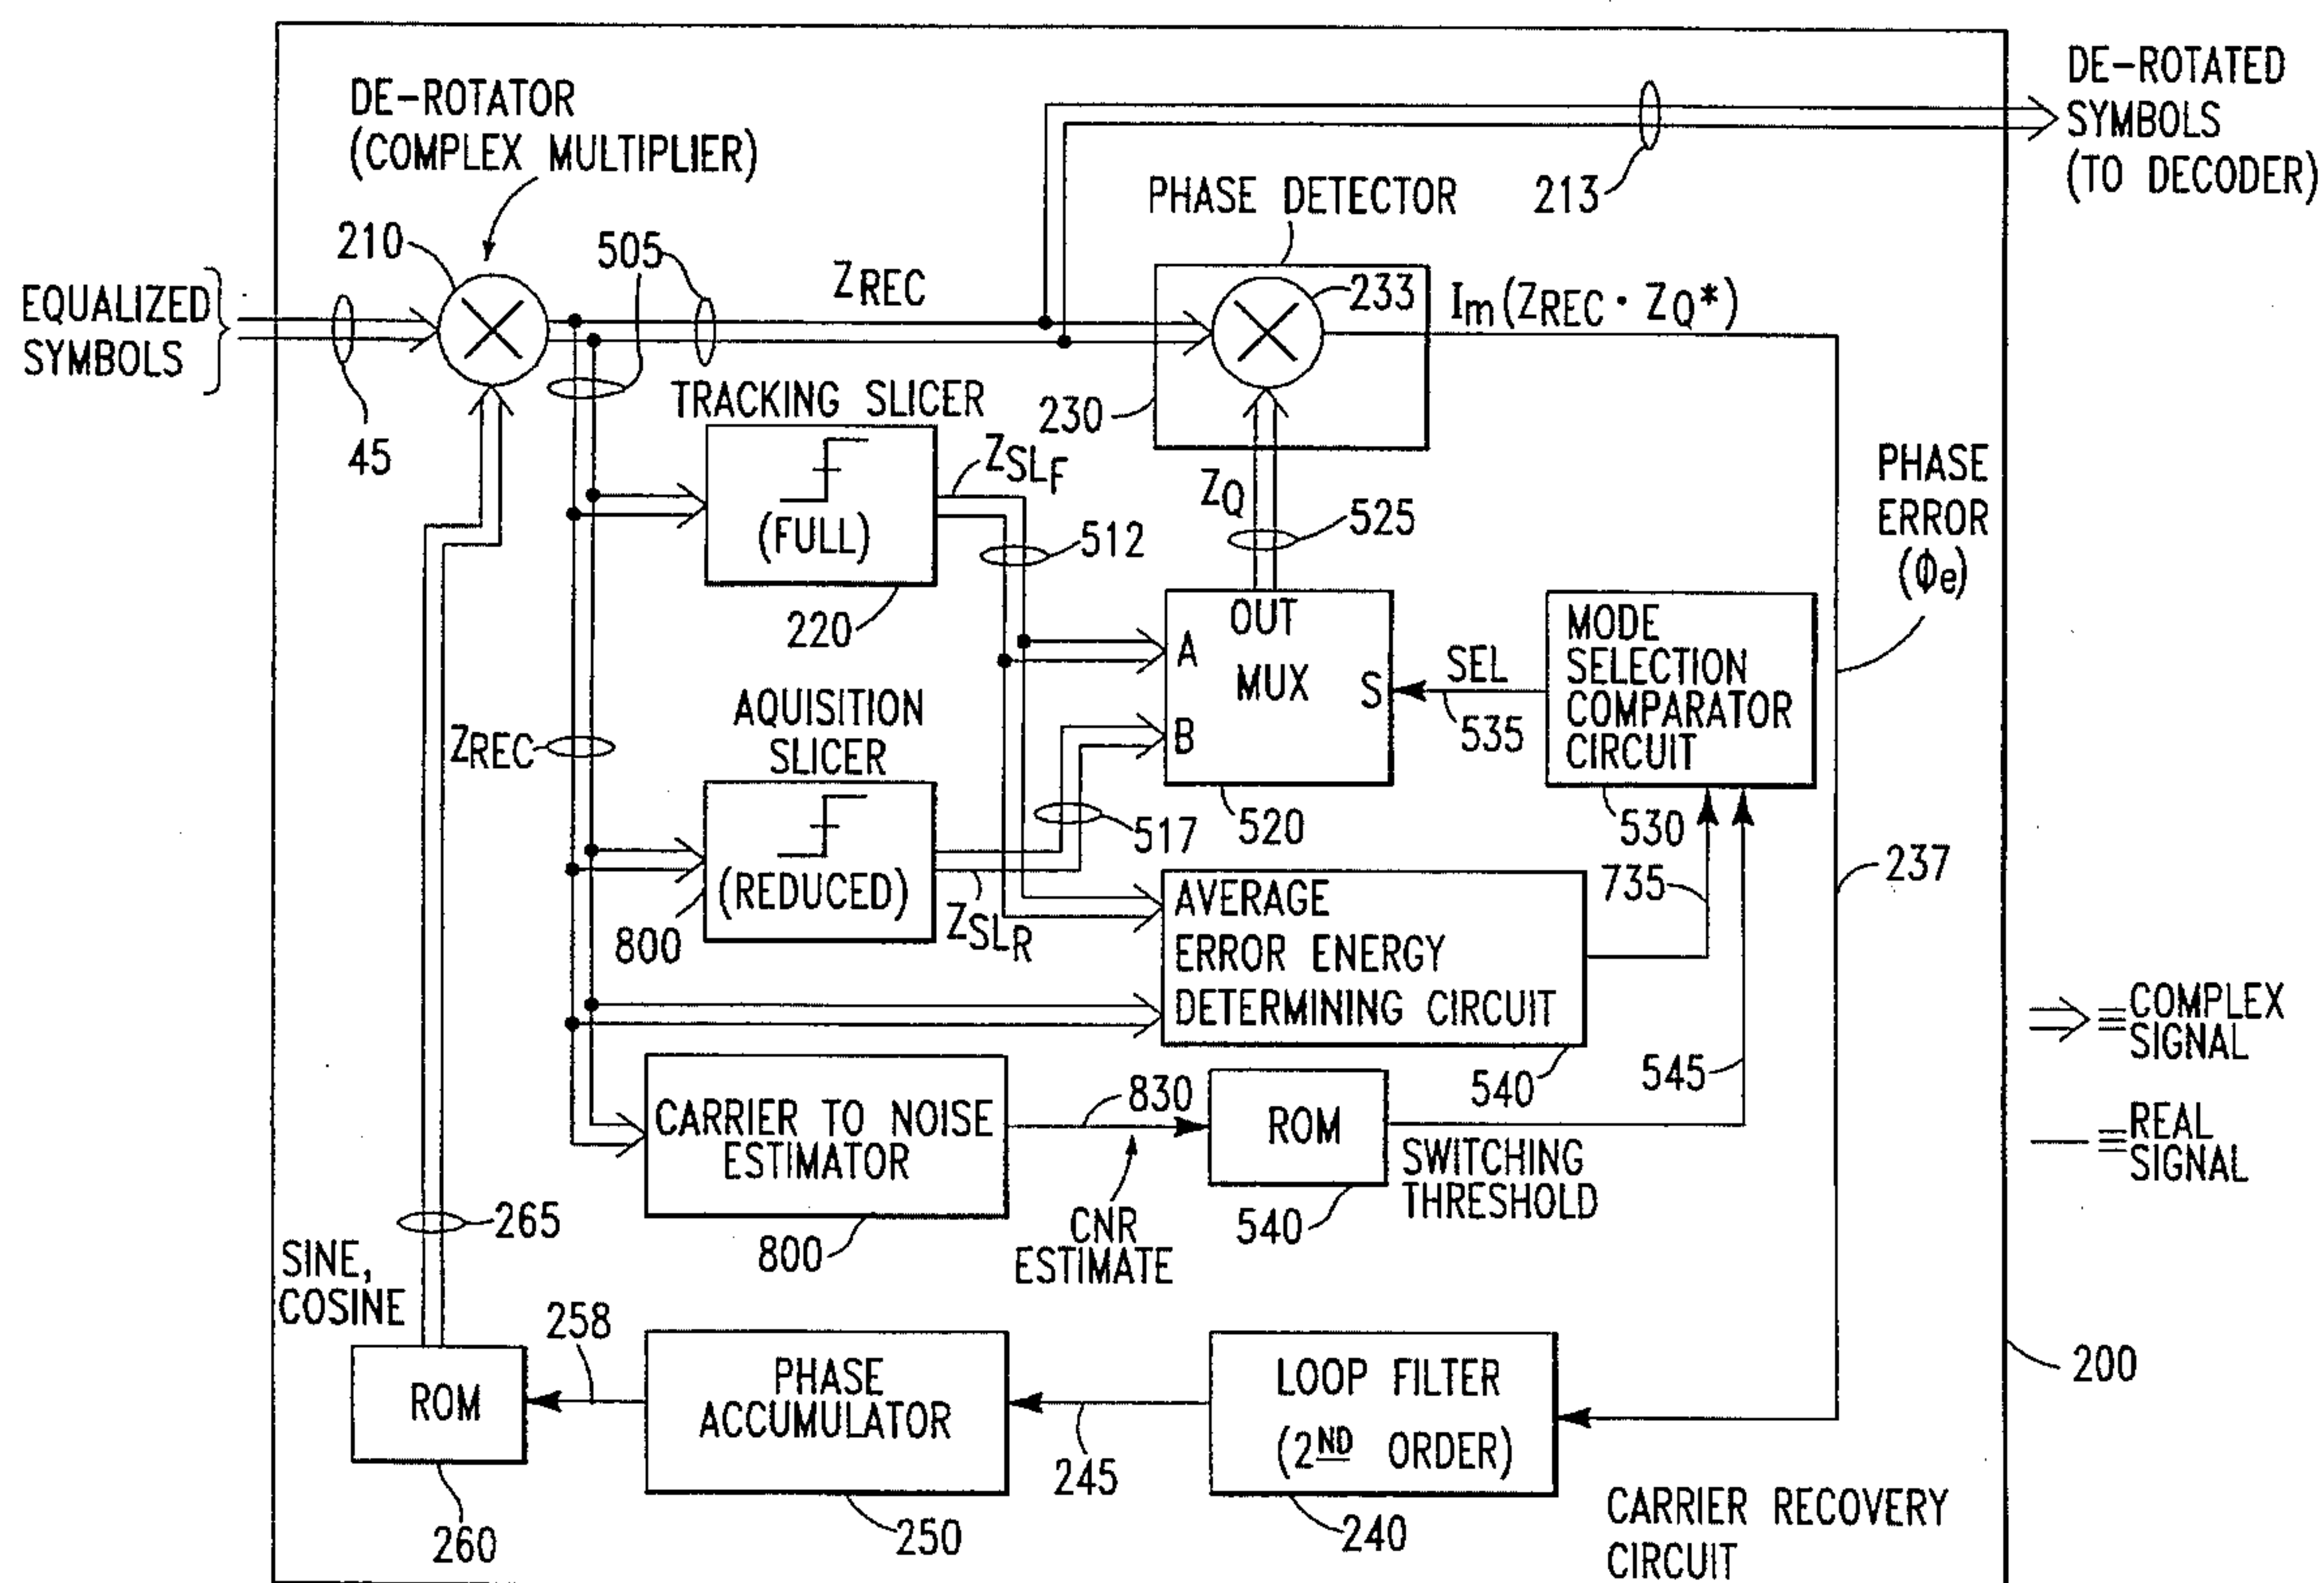 DE-ROTATOR
(COMPLEX MULTIPLIER)
DE-ROTATED
SYMBOLS
(TO DECODER)
213
PHASE DETECTOR
210
505
ZREC
233
Im(ZREC · ZQ*)
EQUALIZED
SYMBOLS
45
TRACKING SLICER
230
(FULL)
220
ZSLF
512
ZQ
525
PHASE
ERROR
(Φe)
OUT
MUX
A
B
S
520
SEL
535
MODE
SELECTION
COMPARATOR
CIRCUIT
530
ZREC
AQUISITION
SLICER
(REDUCED)
800
ZSLR
517
735
237
AVERAGE
ERROR ENERGY
DETERMINING CIRCUIT
540
545
COMPLEX
SIGNAL
REAL
SIGNAL
CARRIER TO NOISE
ESTIMATOR
800
830
CNR
ESTIMATE
ROM
540
SWITCHING
THRESHOLD
265
SINE,
COSINE
258
ROM
260
PHASE
ACCUMULATOR
250
245
LOOP FILTER
(2ND ORDER)
240
200
CARRIER RECOVERY
CIRCUIT